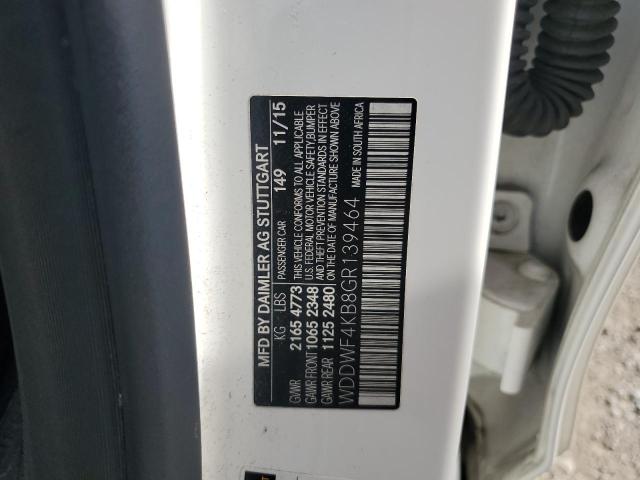 MFD BY DAIMLER AG STUTTGART
KG LBS PASSENGER CAR 149 11/15
GVWR 2165 4773 THIS VEHICLE CONFORMS TO ALL APPLICABLE
GAWR FRONT 1065 2348 U.S. FEDERAL MOTOR VEHICLE SAFETY, BUMPER
GAWR REAR 1125 2480 AND THEFT PREVENTION STANDARDS IN EFFECT
ON THE DATE OF MANUFACTURE SHOWN ABOVE
WDDWF4KB8GR139464 MADE IN SOUTH AFRICA